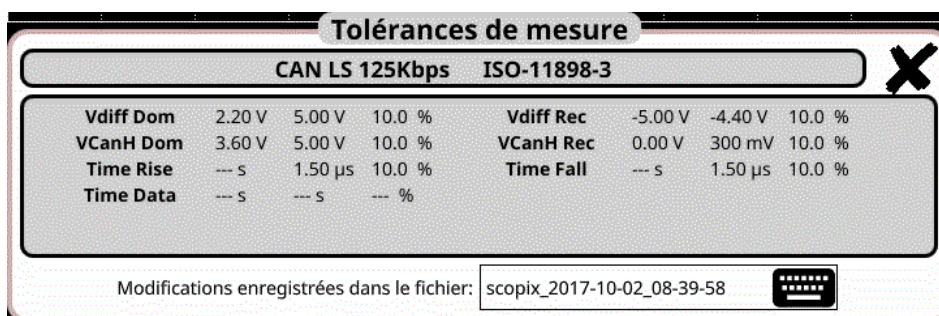 Tolérances de mesure
CAN LS 125Kbps ISO-11898-3
Vdiff Dom 2.20 V 5.00 V 10.0 % Vdiff Rec -5.00 V -4.40 V 10.0 %
VCanH Dom 3.60 V 5.00 V 10.0 % VCanH Rec 0.00 V 300 mV 10.0 %
Time Rise --- s 1.50 µs 10.0 % Time Fall --- s 1.50 µs 10.0 %
Time Data --- s --- s --- %
Modifications enregistrées dans le fichier: scopix_2017-10-02_08-39-58